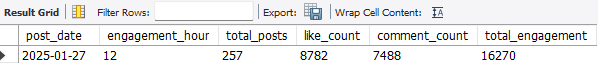 Result Grid Filter Rows: Export: Wrap Cell Content: IA
post_date engagement_hour total_posts like_count comment_count total_engagement
2025-01-27 12 257 8782 7488 16270